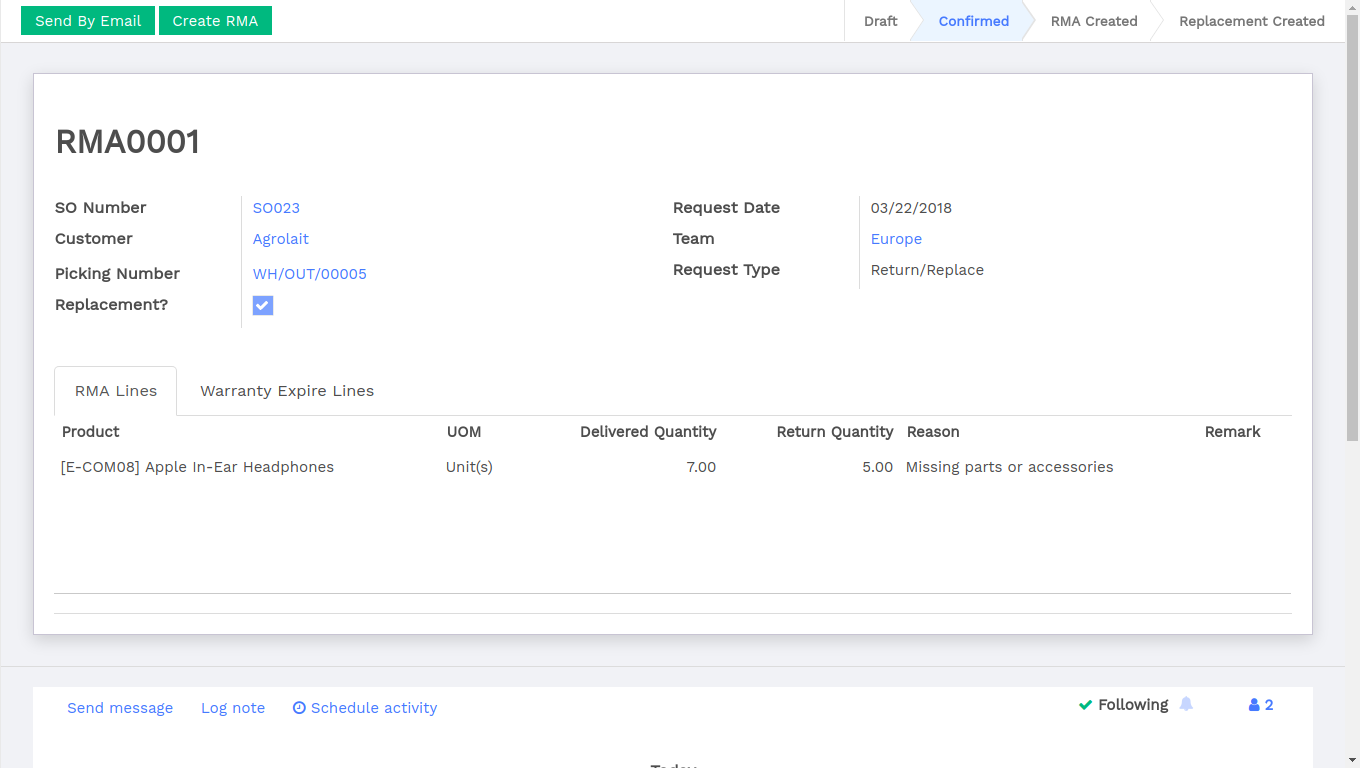 Send By Email Create RMA Draft Confirmed RMA Created Replacement Created
RMA0001
SO Number SO023 Request Date 03/22/2018
Customer Agrolait Team Europe
Picking Number WH/OUT/00005 Request Type Return/Replace
Replacement?
RMA Lines Warranty Expire Lines
Product UOM Delivered Quantity Return Quantity Reason Remark
[E-COM08] Apple In-Ear Headphones Unit(s) 7.00 5.00 Missing parts or accessories
Send message Log note Schedule activity Following 2